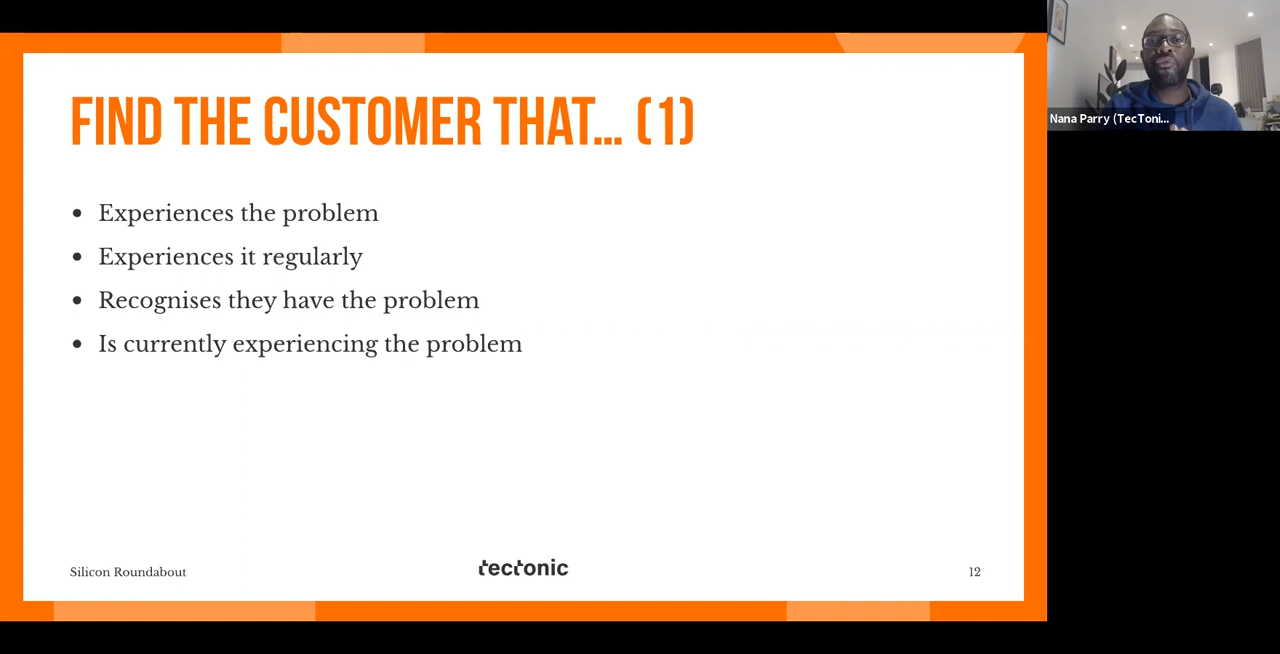 FIND THE CUSTOMER THAT... (1)
• Experiences the problem
• Experiences it regularly
• Recognises they have the problem
• Is currently experiencing the problem
Silicon Roundabout
tectonic
12
Nana Parry (TecToni...